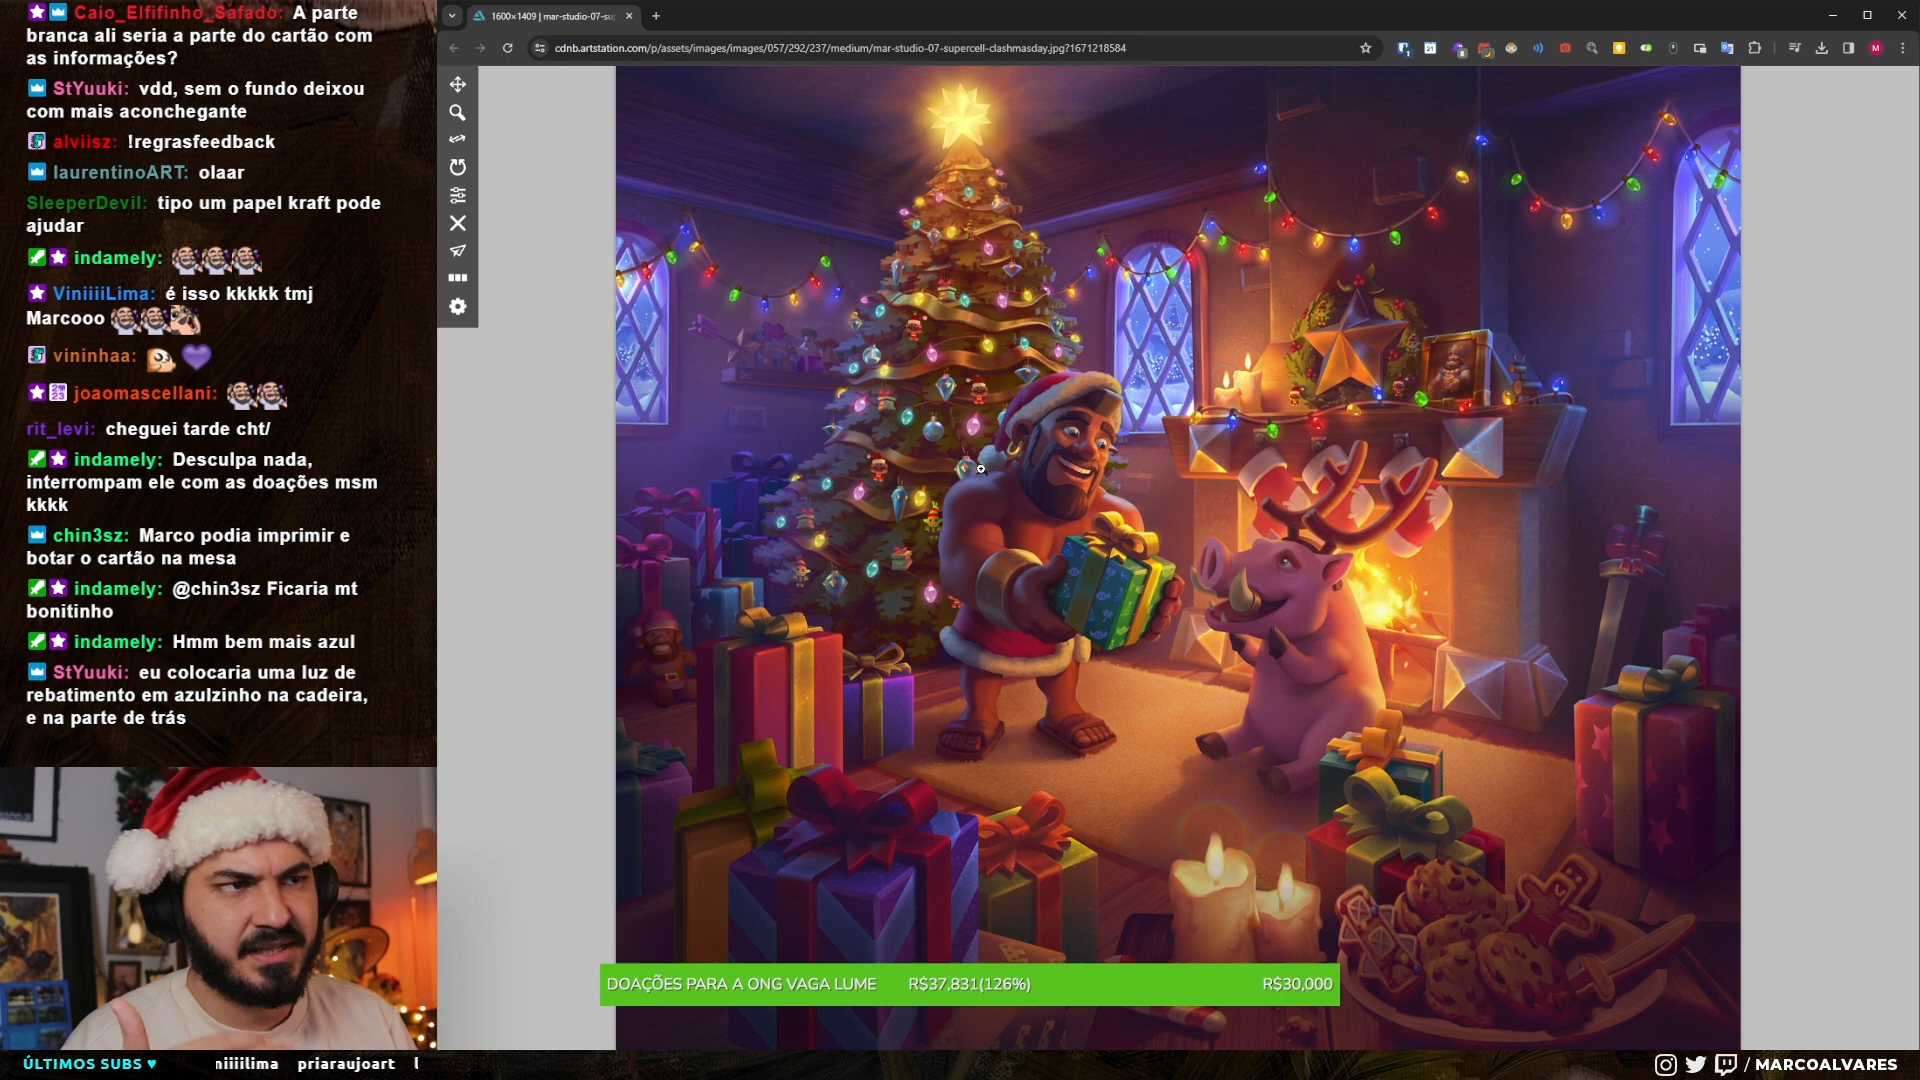 Caio_Elfifinho_Safado: A parte
branca ali seria a parte do cartão com
as informações?
StYuuki: vdd, sem o fundo deixou
com mais aconchegante
alviisz: !regrasfeedback
laurentinoART: olaar
SleeperDevil: tipo um papel kraft pode
ajudar
indamely:
ViniiiiLima: é isso kkkkk tmj
Marcooo
vininhaa:
joaomascellani:
rit_levi: cheguei tarde cht/
indamely: Desculpa nada,
interrompam ele com as doações msm
kkkk
chin3sz: Marco podia imprimir e
botar o cartão na mesa
indamely: @chin3sz Ficaria mt
bonitinho
indamely: Hmm bem mais azul
StYuuki: eu colocaria uma luz de
rebatimento em azulzinho na cadeira,
e na parte de trás
1600×1409 | mar-studio-07-su
cdnb.artstation.com/p/assets/images/images/057/292/237/medium/mar-studio-07-supercell-clashmasday.jpg?1671218584
DOAÇÕES PARA A ONG VAGA LUME R$37,831(126%) R$30,000
ÚLTIMOS SUBS ♥ niiiilima priaraujoart l
/ MARCOALVARES